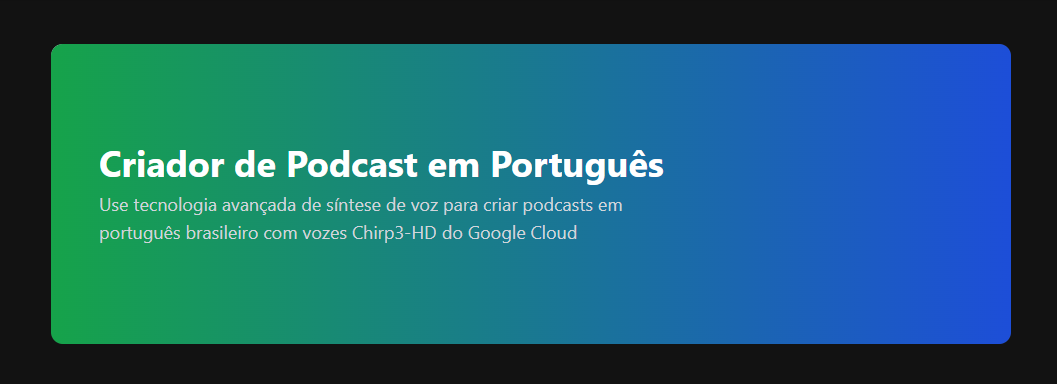 Criador de Podcast em Português
Use tecnologia avançada de síntese de voz para criar podcasts em
português brasileiro com vozes Chirp3-HD do Google Cloud